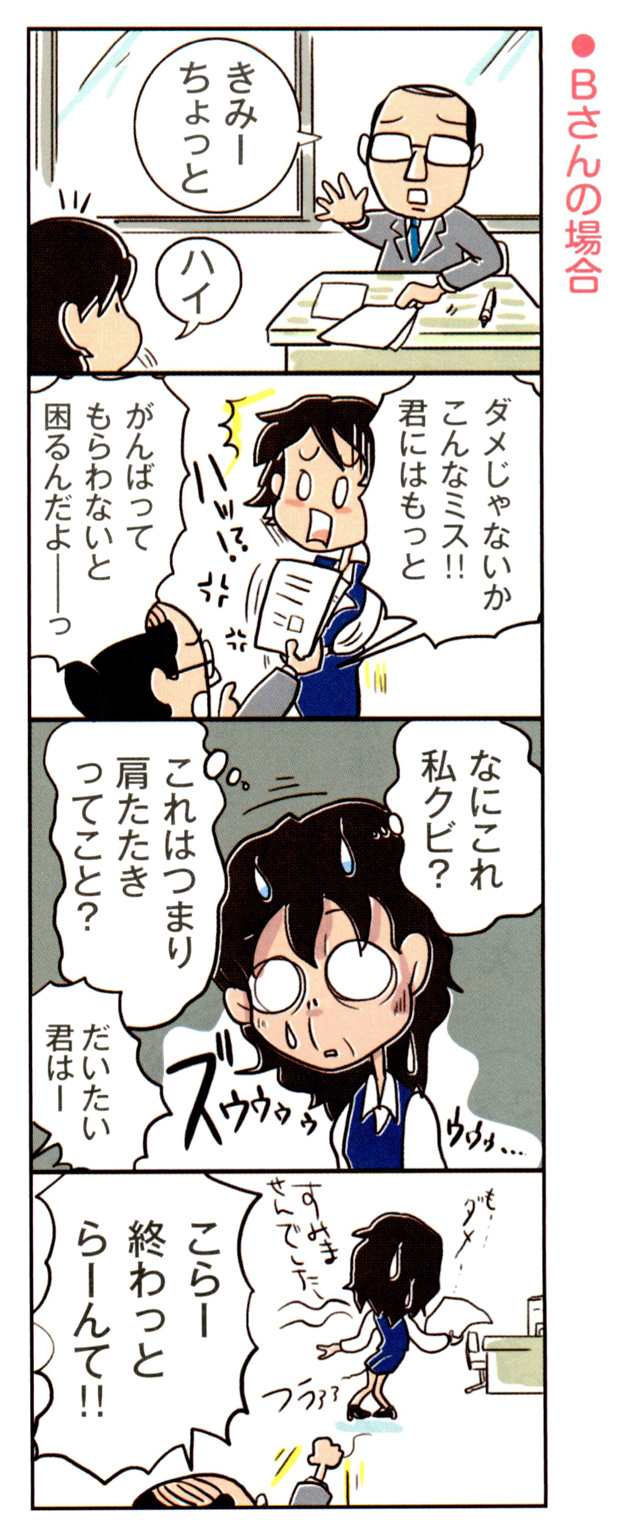 ●Bさんの場合
きみー
ちょっと
ハイ
ダメじゃないか
こんなミス!!
君にはもっと
ハッ!?
がんばって
もらわないと
困るんだよ――っ
なにこれ
私クビ?
これはつまり
肩たたき
ってこと?
だいたい
君はー
ズゥゥゥゥ
ウゥゥ…
も…
ダメ…
すみま
せんでした…
フラフラ
こらー
終わっと
らーんて!!